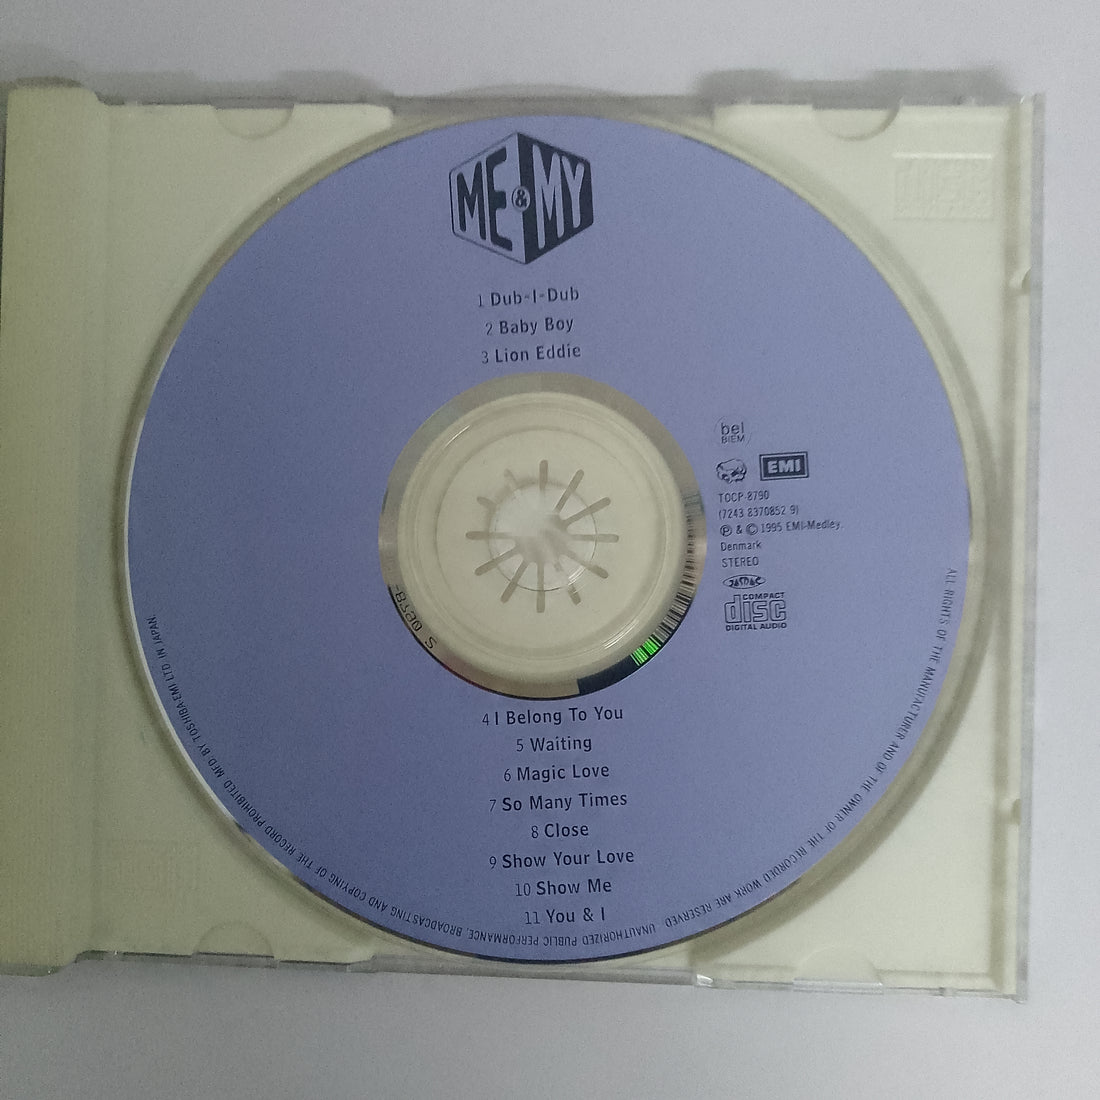 ME & MY
1 Dub-I-Dub
2 Baby Boy
3 Lion Eddie
bel
BIEM
EMI
TOCP-8790
(7243 8370852 9)
Ⓟ & © 1995 EMI-Medley.
Denmark
STEREO
JASRAC
COMPACT
disc
DIGITAL AUDIO
4 I Belong To You
5 Waiting
6 Magic Love
7 So Many Times
8 Close
9 Show Your Love
10 Show Me
11 You & I
ALL RIGHTS OF THE MANUFACTURER AND OF THE OWNER OF THE RECORDED WORK ARE RESERVED UNAUTHORIZED PUBLIC PERFORMANCE, BROADCASTING AND COPYING OF THE RECORD PROHIBITED MFD. BY TOSHIBA-EMI LTD. IN JAPAN.